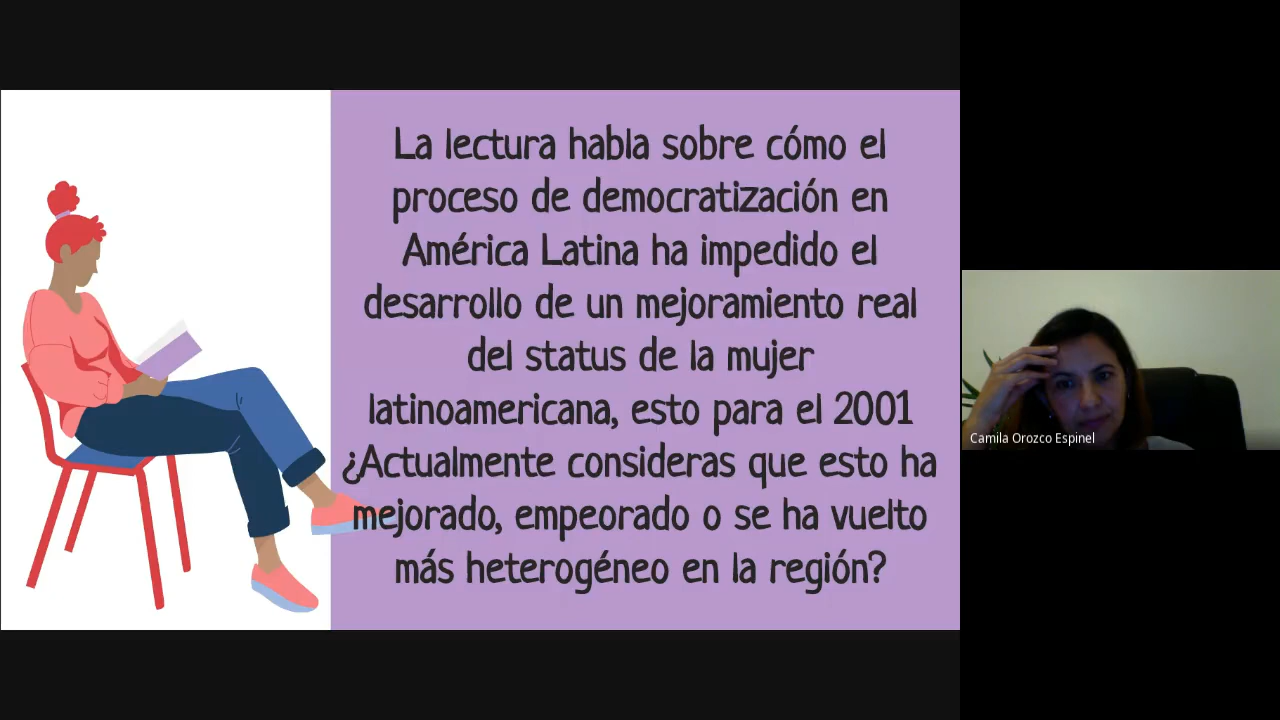 La lectura habla sobre cómo el
proceso de democratización en
América Latina ha impedido el
desarrollo de un mejoramiento real
del status de la mujer
latinoamericana, esto para el 2001
¿Actualmente consideras que esto ha
mejorado, empeorado o se ha vuelto
más heterogéneo en la región?
Camila Orozco Espinel